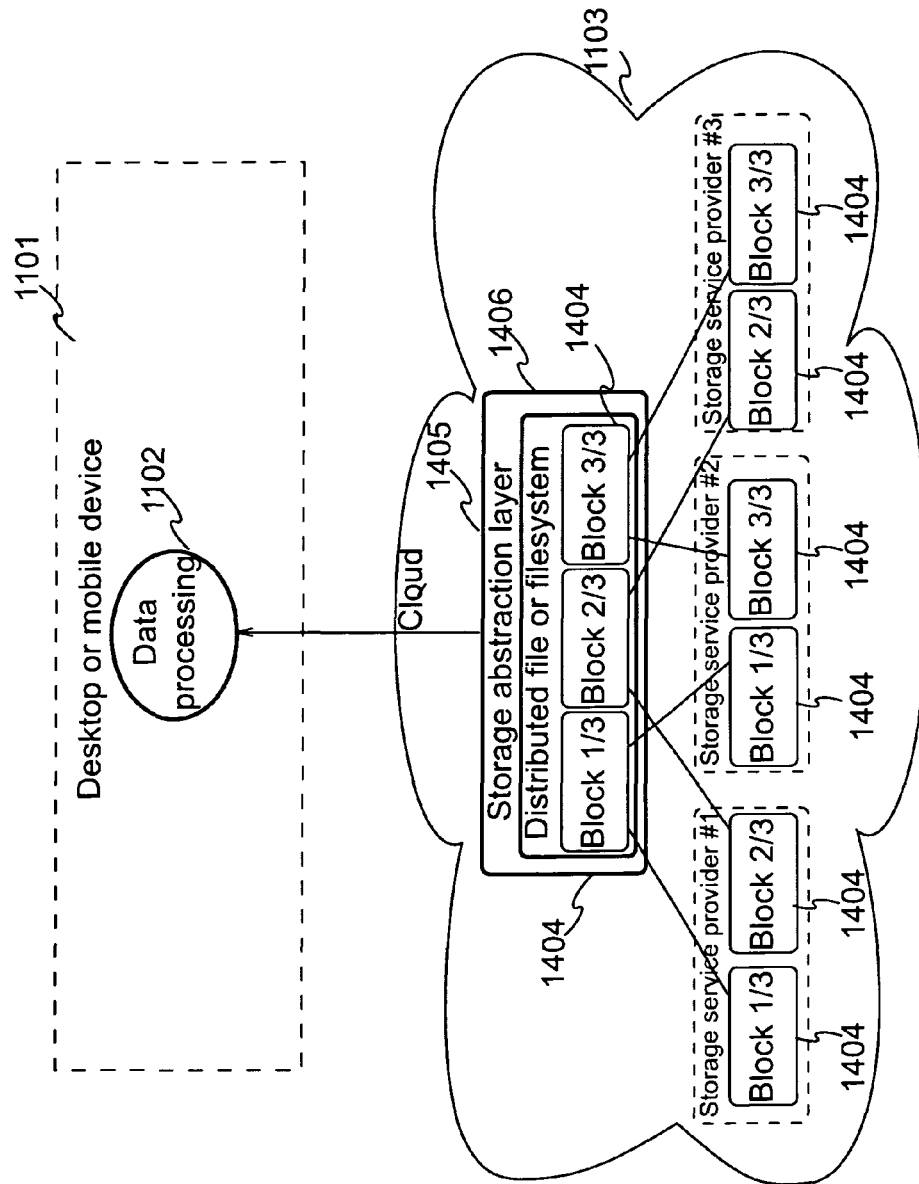 1101
Desktop or mobile device
1102
Data
processing
Cloud
1103
1405
1406
Storage abstraction layer
Distributed file or filesystem
1404
Block 1/3
Block 2/3
Block 3/3
1404
Storage service provider #1
Block 1/3
Block 2/3
1404
1404
Storage service provider #2
Block 1/3
Block 3/3
1404
1404
Storage service provider #3
Block 2/3
Block 3/3
1404
1404